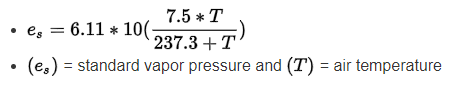 • e_s = 6.11 * 10( (7.5 * T) / (237.3 + T) )
• (e_s) = standard vapor pressure and (T) = air temperature